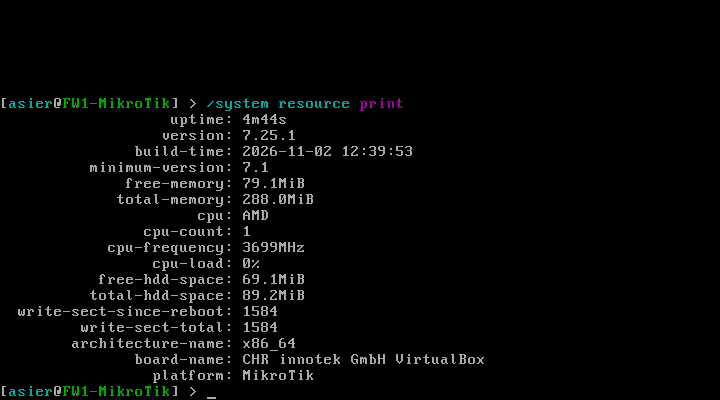 [asier@FW1-MikroTik] > /system resource print
uptime: 4m44s
version: 7.25.1
build-time: 2026-11-02 12:39:53
minimum-version: 7.1
free-memory: 79.1MiB
total-memory: 288.0MiB
cpu: AMD
cpu-count: 1
cpu-frequency: 3699MHz
cpu-load: 0%
free-hdd-space: 69.1MiB
total-hdd-space: 89.2MiB
write-sect-since-reboot: 1584
write-sect-total: 1584
architecture-name: x86_64
board-name: CHR innotek GmbH VirtualBox
platform: MikroTik
[asier@FW1-MikroTik] > _